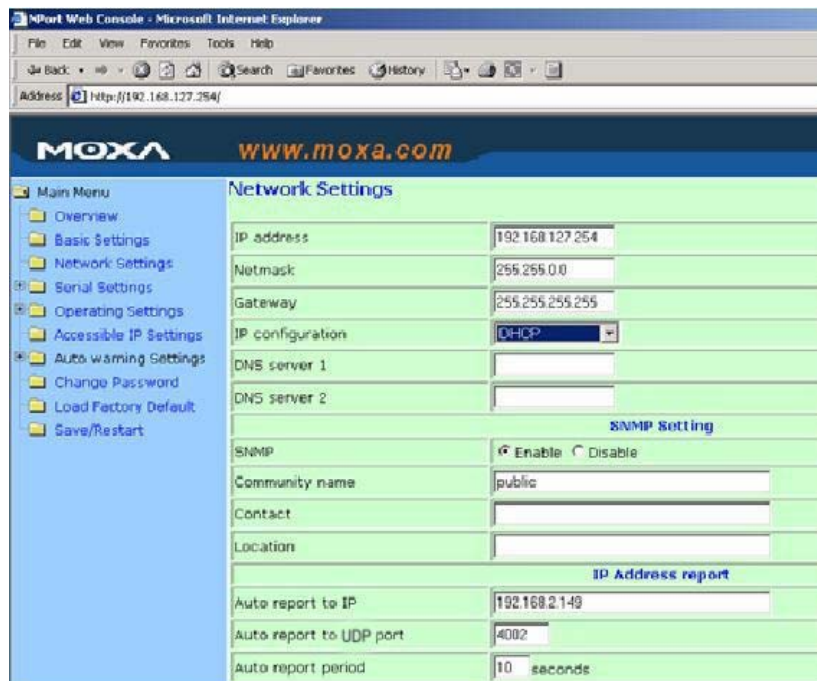 NPort Web Console - Microsoft Internet Explorer
File Edit View Favorites Tools Help
Back Search Favorites History
Address http://192.168.127.254/
MOXA www.moxa.com
Main Menu
Overview
Basic Settings
Network Settings
Serial Settings
Operating Settings
Accessible IP Settings
Auto warning Settings
Change Password
Load Factory Default
Save/Restart
Network Settings
IP address 192.168.127.254
Netmask 255.255.0.0
Gateway 255.255.255.255
IP configuration DHCP
DNS server 1
DNS server 2
SNMP Setting
SNMP Enable Disable
Community name public
Contact
Location
IP Address report
Auto report to IP 192.168.2.149
Auto report to UDP port 4002
Auto report period 10 seconds